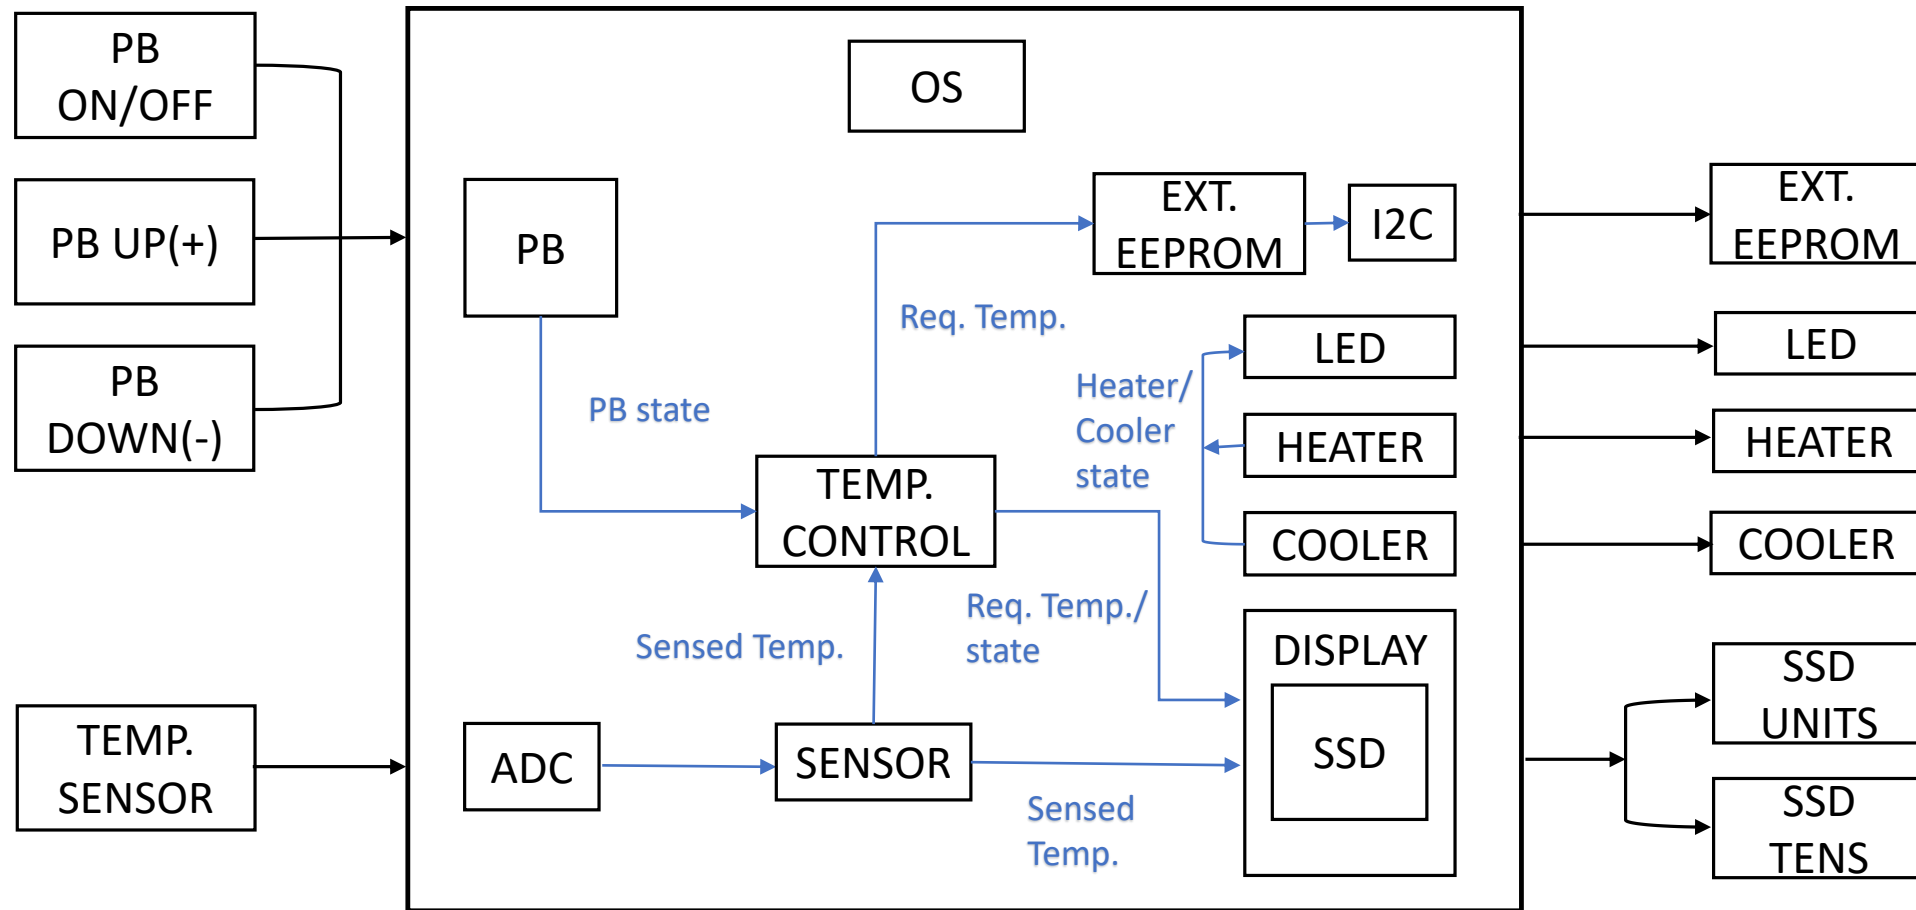 PB
ON/OFF
PB UP(+)
PB
DOWN(-)
TEMP.
SENSOR
OS
PB
EXT.
EEPROM
I2C
Req. Temp.
PB state
LED
Heater/
Cooler
state
HEATER
COOLER
TEMP.
CONTROL
Sensed Temp.
Req. Temp./
state
DISPLAY
SSD
ADC
SENSOR
Sensed
Temp.
EXT.
EEPROM
LED
HEATER
COOLER
SSD
UNITS
SSD
TENS